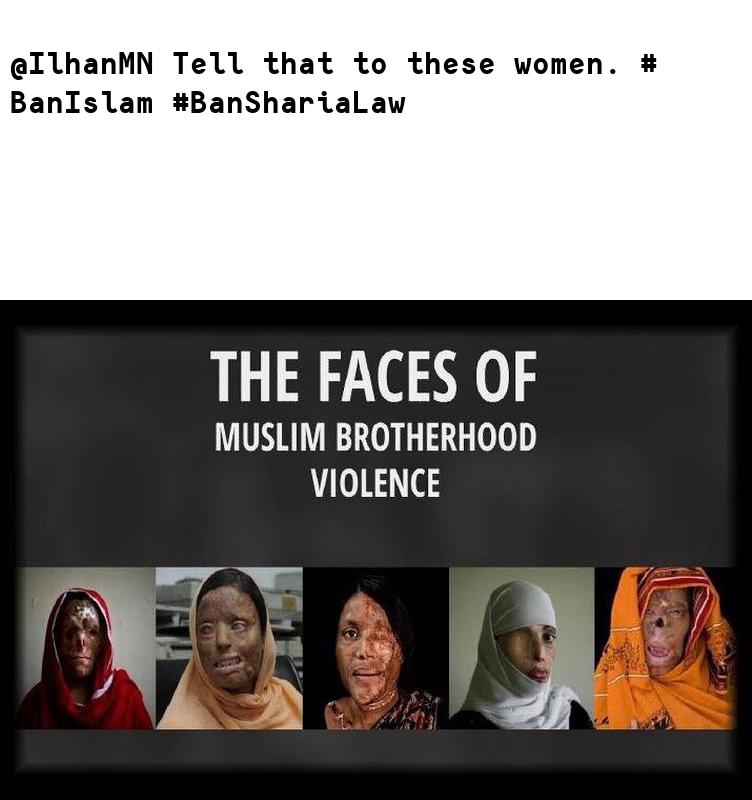 @IlhanMN Tell that to these women. #
BanIslam #BanShariaLaw
THE FACES OF
MUSLIM BROTHERHOOD
VIOLENCE